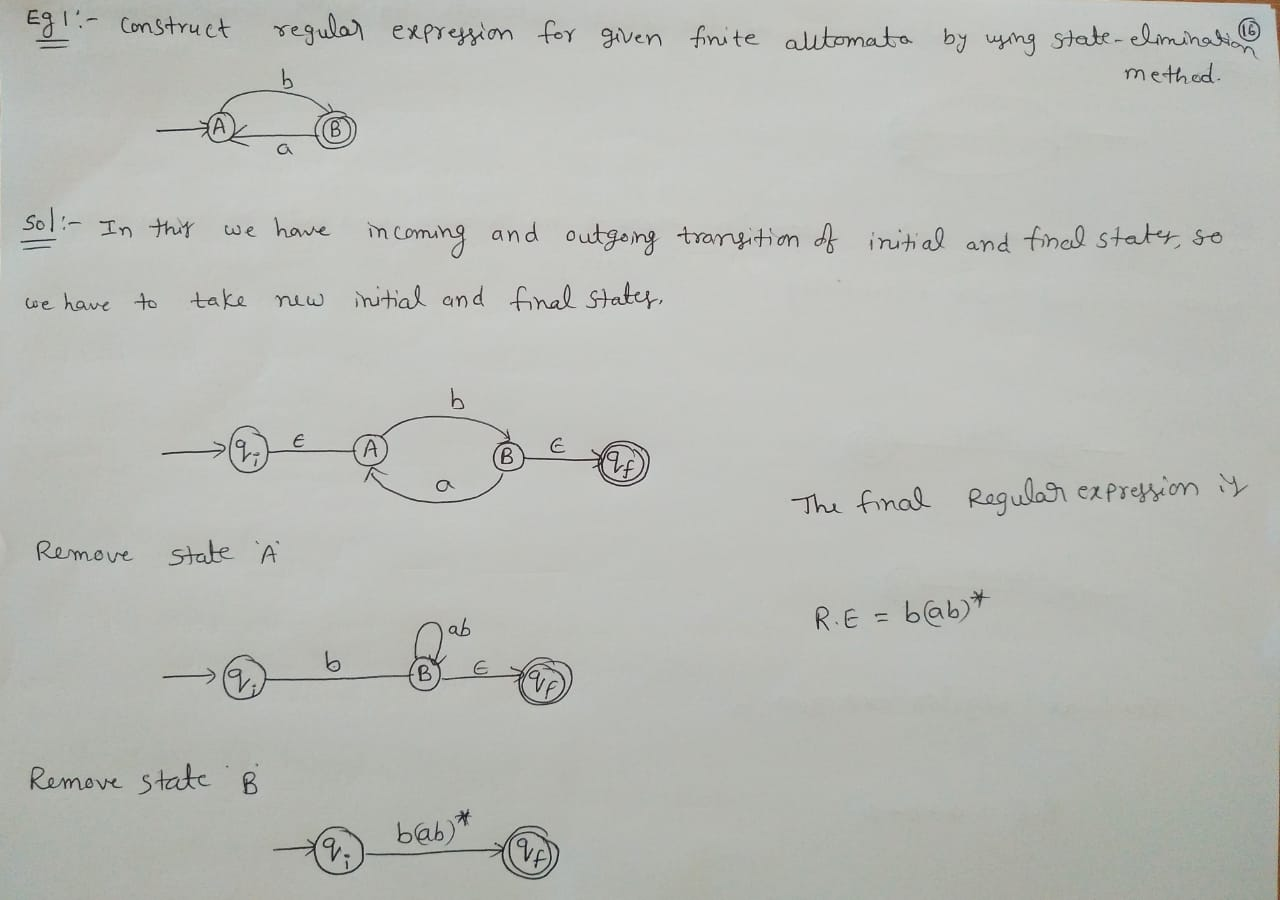 Eg 1:- Construct regular expression for given finite automata by using state-elimination 16
method.
b
A B
a
Sol:- In this we have incoming and outgoing transition of initial and final states, so
we have to take new initial and final states.
b
qi ϵ A B ϵ qf
a
The final Regular expression is
Remove state 'A'
R.E = b(ab)*
ab
qi b B ϵ qf
Remove state B
b(ab)*
qi qf